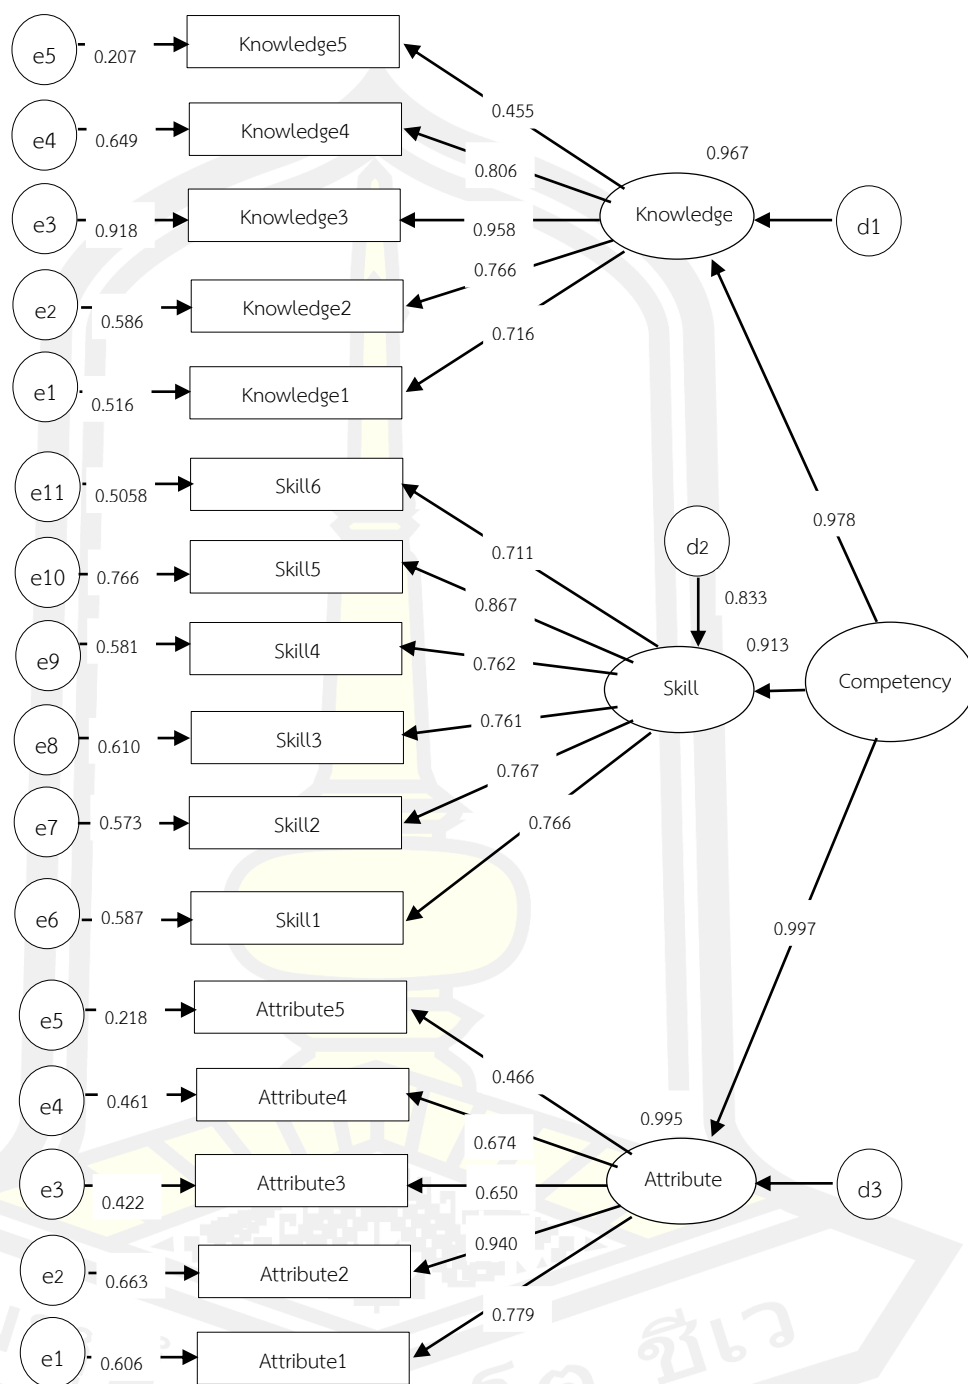 e5 0.207 Knowledge5
0.455
e4 0.649 Knowledge4
0.806
0.967
e3 0.918 Knowledge3
0.958
Knowledge
d1
e2 0.586 Knowledge2
0.766
e1 0.516 Knowledge1
0.716
e11 0.5058 Skill6
0.711
0.978
d2
e10 0.766 Skill5
0.867
0.833
e9 0.581 Skill4
0.762
0.913
Skill
Competency
e8 0.610 Skill3
0.761
e7 0.573 Skill2
0.767
e6 0.587 Skill1
0.766
0.997
e5 0.218 Attribute5
0.466
e4 0.461 Attribute4
0.674
0.995
e3 0.422 Attribute3
0.650
Attribute
d3
e2 0.663 Attribute2
0.940
e1 0.606 Attribute1
0.779
ชีเว